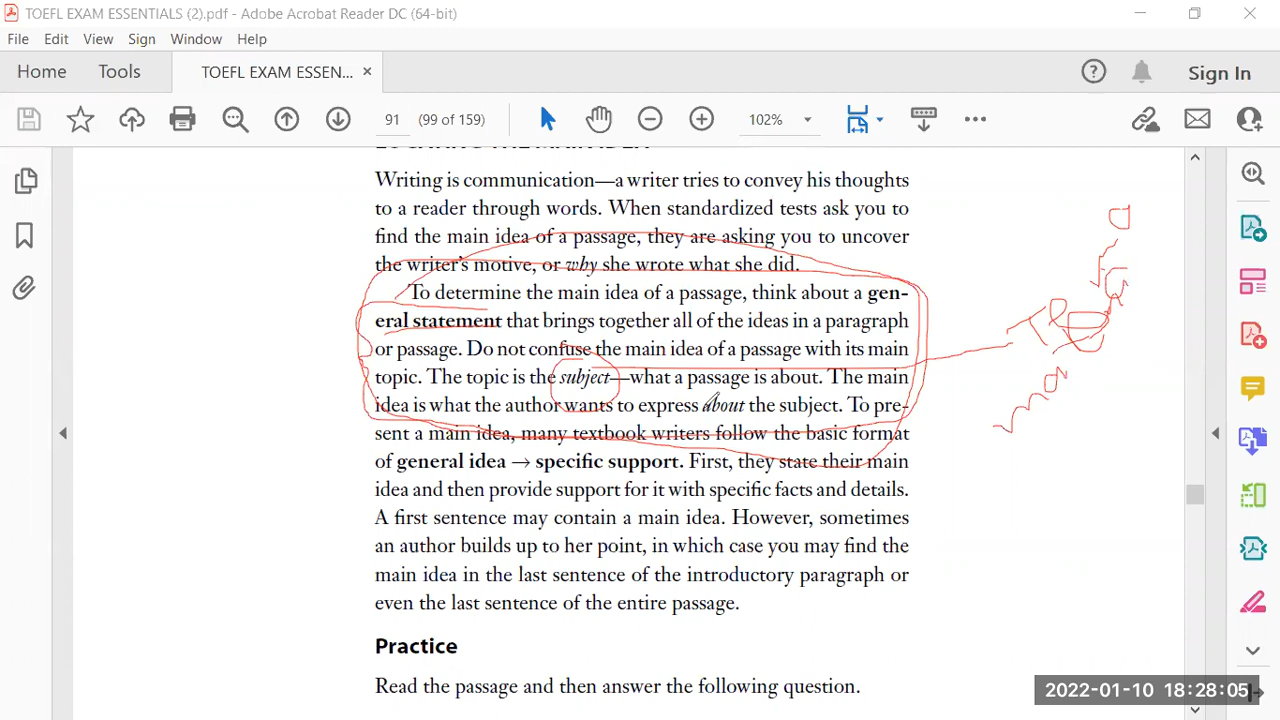 TOEFL EXAM ESSENTIALS (2).pdf - Adobe Acrobat Reader DC (64-bit)
File Edit View Sign Window Help
Home Tools TOEFL EXAM ESSEN... × Sign In
91 (99 of 159) 102%
LOCATING THE MAIN IDEA
Writing is communication—a writer tries to convey his thoughts
to a reader through words. When standardized tests ask you to
find the main idea of a passage, they are asking you to uncover
the writer's motive, or why she wrote what she did.
To determine the main idea of a passage, think about a gen-
eral statement that brings together all of the ideas in a paragraph
or passage. Do not confuse the main idea of a passage with its main
topic. The topic is the subject—what a passage is about. The main
idea is what the author wants to express about the subject. To pre-
sent a main idea, many textbook writers follow the basic format
of general idea → specific support. First, they state their main
idea and then provide support for it with specific facts and details.
A first sentence may contain a main idea. However, sometimes
an author builds up to her point, in which case you may find the
main idea in the last sentence of the introductory paragraph or
even the last sentence of the entire passage.
Practice
Read the passage and then answer the following question.
2022-01-10 18:28:05